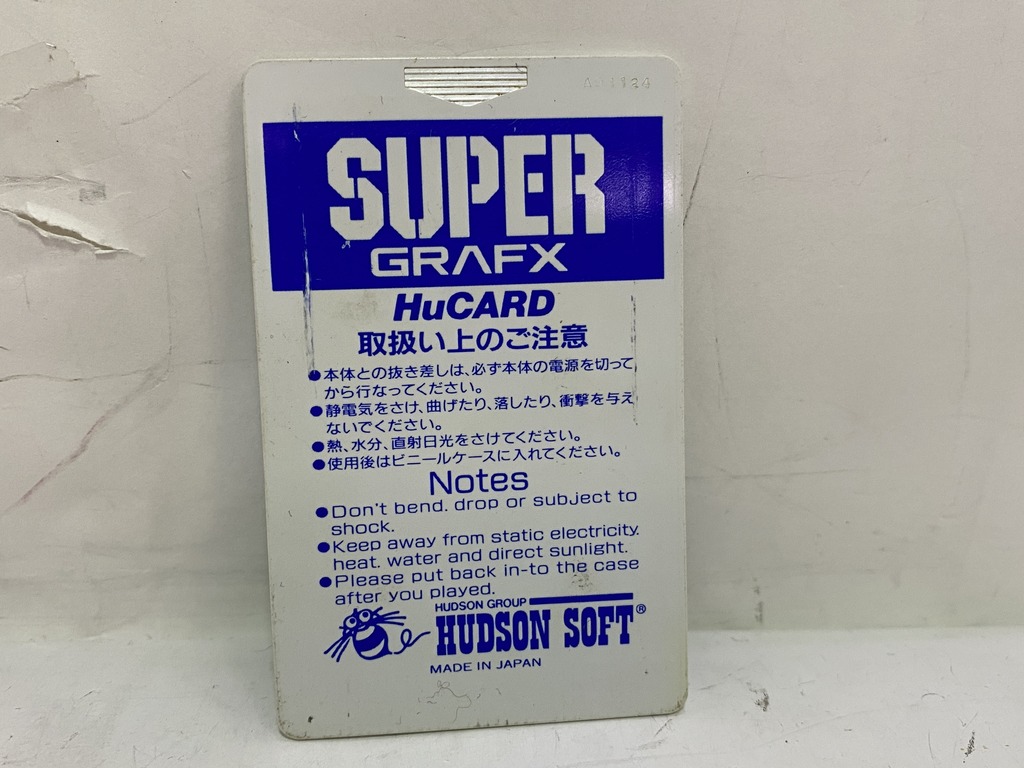 SUPER
GRAFX
HuCARD
取扱い上のご注意
●本体との抜き差しは、必ず本体の電源を切って
から行なってください。
●静電気をさけ、曲げたり、落したり、衝撃を与え
ないでください。
●熱、水分、直射日光をさけてください。
●使用後はビニールケースに入れてください。
Notes
●Don't bend. drop or subject to
shock.
●Keep away from static electricity.
heat. water and direct sunlight.
●Please put back in-to the case
after you played.
HUDSON GROUP
HUDSON SOFT®
MADE IN JAPAN